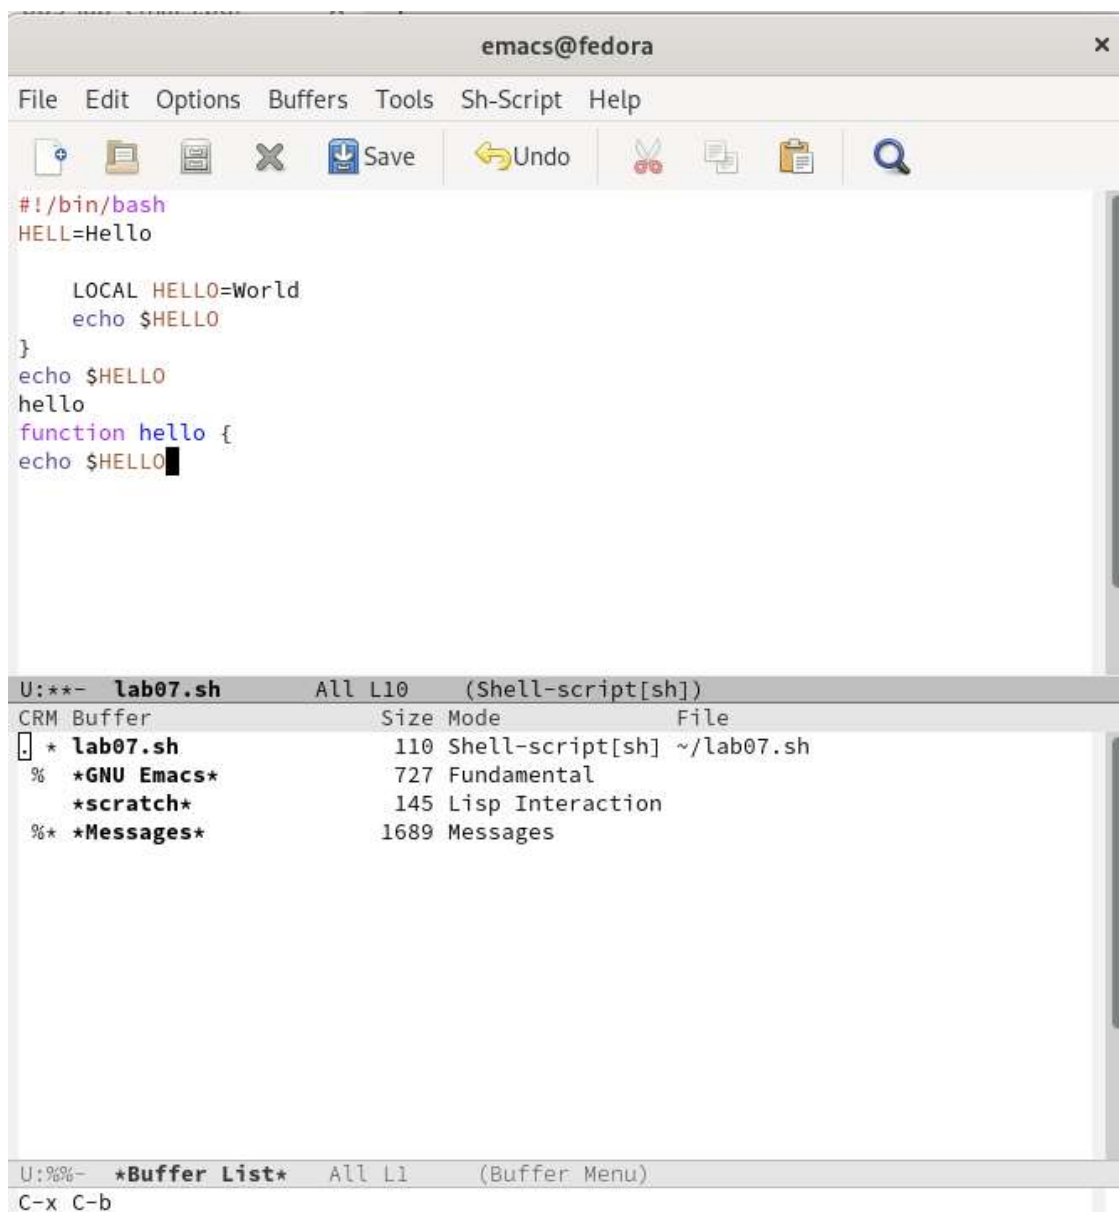 emacs@fedora ×
File Edit Options Buffers Tools Sh-Script Help
Save Undo
#!/bin/bash
HELL=Hello
    LOCAL HELLO=World
    echo $HELLO
}
echo $HELLO
hello
function hello {
echo $HELLO
U:**-  lab07.sh       All L10    (Shell-script[sh])
CRM Buffer                 Size Mode             File
. * lab07.sh                110 Shell-script[sh] ~/lab07.sh
 %  *GNU Emacs*             727 Fundamental
    *scratch*               145 Lisp Interaction
 %* *Messages*             1689 Messages
U:%%-  *Buffer List*   All L1     (Buffer Menu)
C-x C-b